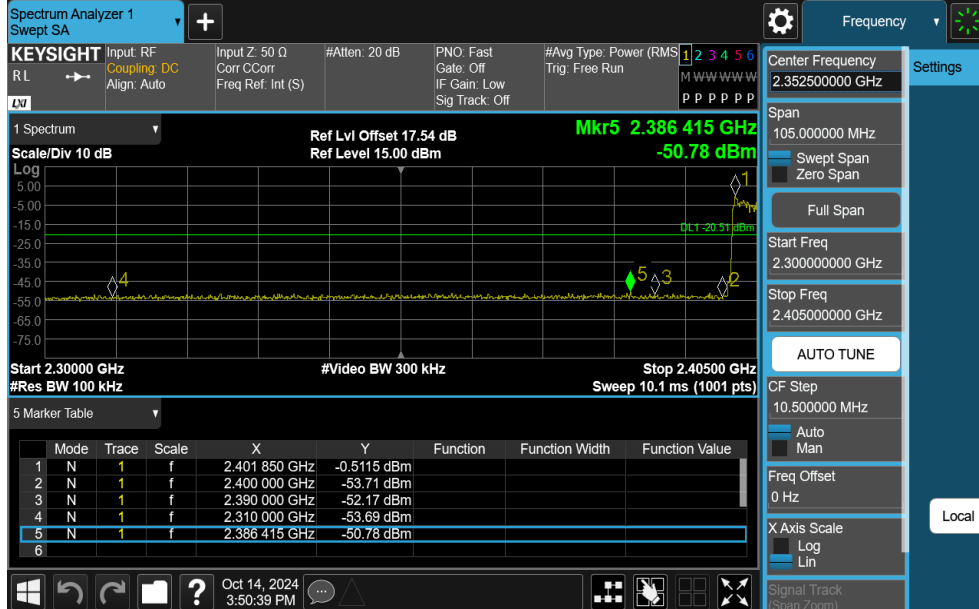 Spectrum Analyzer 1
Swept SA
Frequency
KEYSIGHT
RL
LXI
Input: RF
Coupling: DC
Align: Auto
Input Z: 50 Ω
Corr CCorr
Freq Ref: Int (S)
#Atten: 20 dB
PNO: Fast
Gate: Off
IF Gain: Low
Sig Track: Off
#Avg Type: Power (RMS
Trig: Free Run
1 2 3 4 5 6
M W W W W W
P P P P P P
1 Spectrum
Scale/Div 10 dB
Log
Ref Lvl Offset 17.54 dB
Ref Level 15.00 dBm
Mkr5 2.386 415 GHz
-50.78 dBm
5.00
-5.00
-15.0
-25.0
-35.0
-45.0
-55.0
-65.0
-75.0
DL1 -20.51 dBm
1
2
3
4
5
Start 2.30000 GHz
#Res BW 100 kHz
#Video BW 300 kHz
Stop 2.40500 GHz
Sweep 10.1 ms (1001 pts)
5 Marker Table
Mode Trace Scale X Y Function Function Width Function Value
1 N 1 f 2.401 850 GHz -0.5115 dBm
2 N 1 f 2.400 000 GHz -53.71 dBm
3 N 1 f 2.390 000 GHz -52.17 dBm
4 N 1 f 2.310 000 GHz -53.69 dBm
5 N 1 f 2.386 415 GHz -50.78 dBm
6
Oct 14, 2024
3:50:39 PM
Center Frequency
2.352500000 GHz
Settings
Span
105.000000 MHz
Swept Span
Zero Span
Full Span
Start Freq
2.300000000 GHz
Stop Freq
2.405000000 GHz
AUTO TUNE
CF Step
10.500000 MHz
Auto
Man
Freq Offset
0 Hz
Local
X Axis Scale
Log
Lin
Signal Track
(Span Zoom)